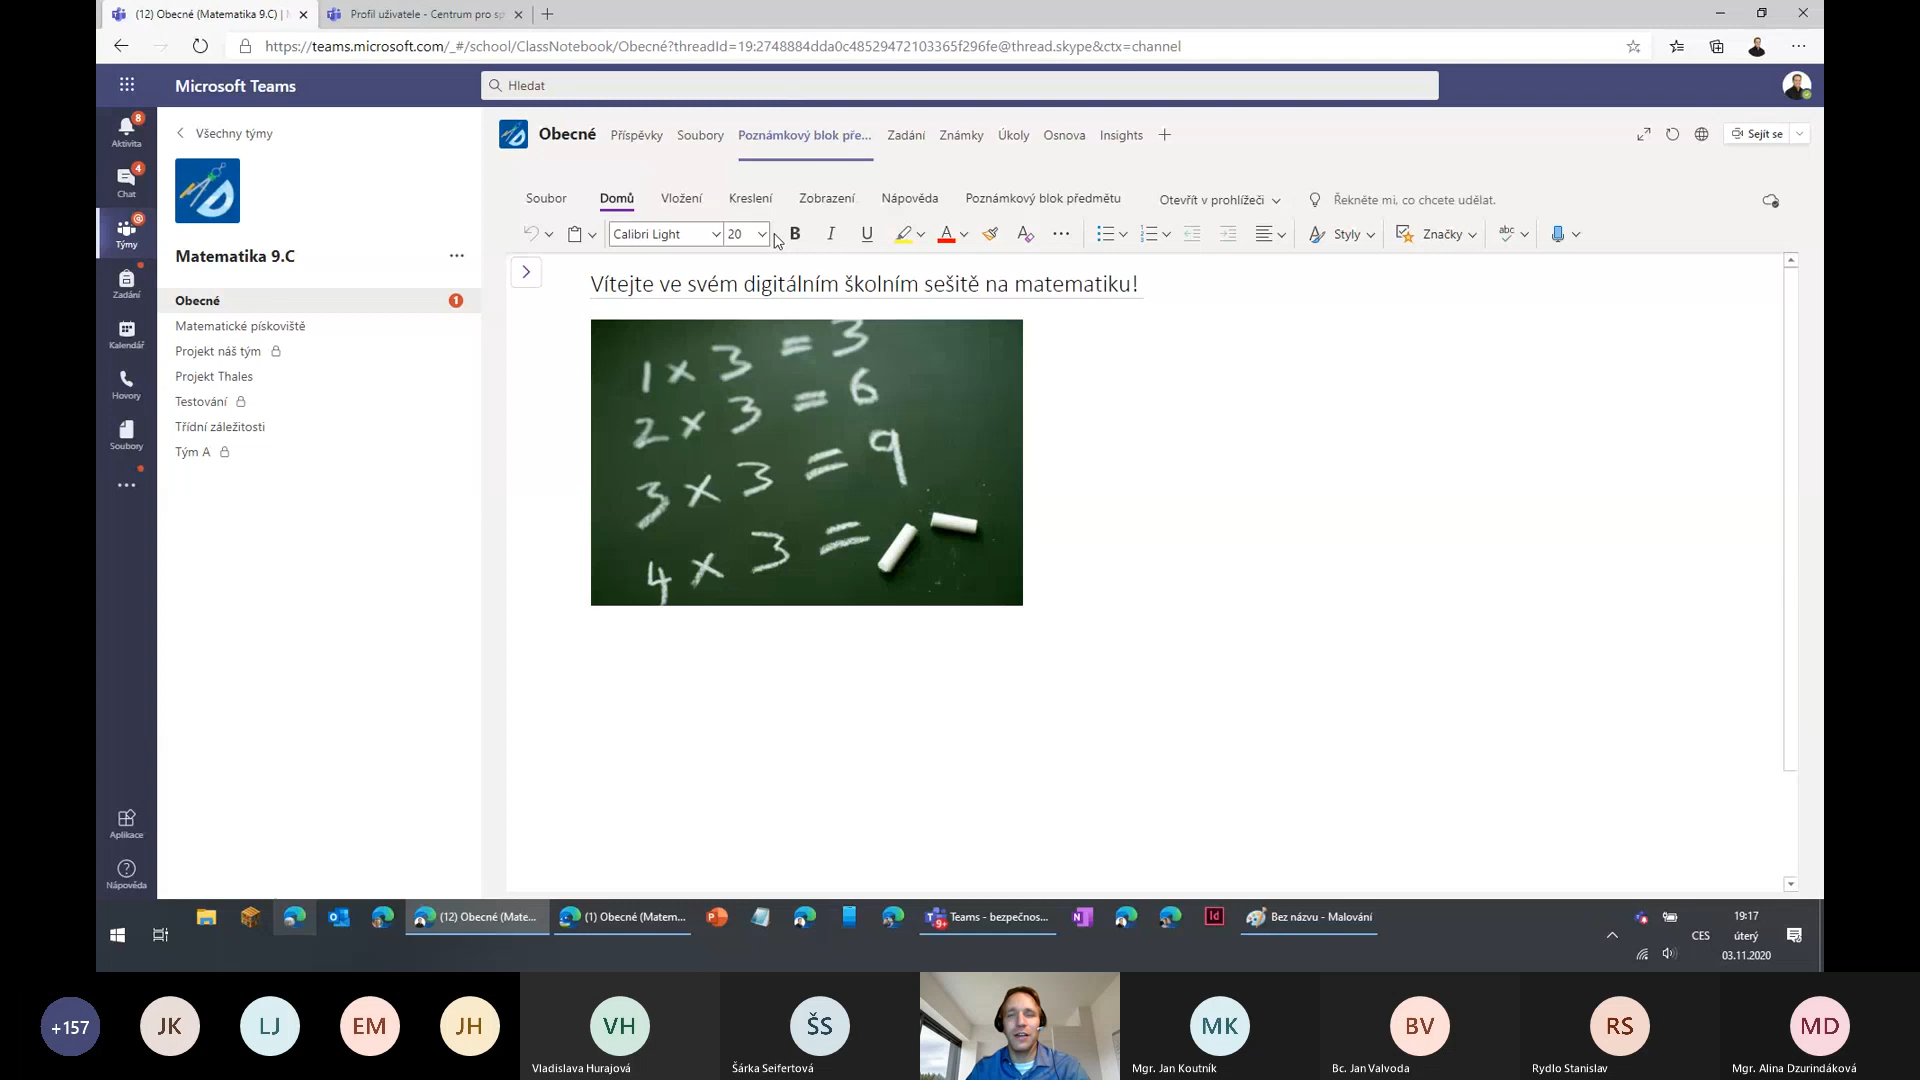 (12) Obecné (Matematika 9.C) |
Profil uživatele - Centrum pro sp
https://teams.microsoft.com/_#/school/ClassNotebook/Obecné?threadId=19:2748884dda0c48529472103365f296fe@thread.skype&ctx=channel
Microsoft Teams
Hledat
8
Aktivita
4
Chat
Týmy
Zadání
Kalendář
Hovory
Soubory
Aplikace
Nápověda
Všechny týmy
Matematika 9.C
Obecné 1
Matematické pískoviště
Projekt náš tým
Projekt Thales
Testování
Třídní záležitosti
Tým A
Obecné Příspěvky Soubory Poznámkový blok pře... Zadání Známky Úkoly Osnova Insights
Sejít se
Soubor Domů Vložení Kreslení Zobrazení Nápověda Poznámkový blok předmětu Otevřít v prohlížeči Řekněte mi, co chcete udělat.
Calibri Light 20 B I U A Styly Značky abc
Vítejte ve svém digitálním školním sešitě na matematiku!
1 x 3 = 3
2 x 3 = 6
3 x 3 = 9
4 x 3 =
(12) Obecné (Mate...
(1) Obecné (Matem...
Teams - bezpečnos...
9+
Id
Bez názvu - Malování
CES
19:17
úterý
03.11.2020
+157
JK
LJ
EM
JH
VH
Vladislava Hurajová
ŠS
Šárka Seifertová
MK
Mgr. Jan Koutník
BV
Bc. Jan Valvoda
RS
Rydlo Stanislav
MD
Mgr. Alina Dzurindáková